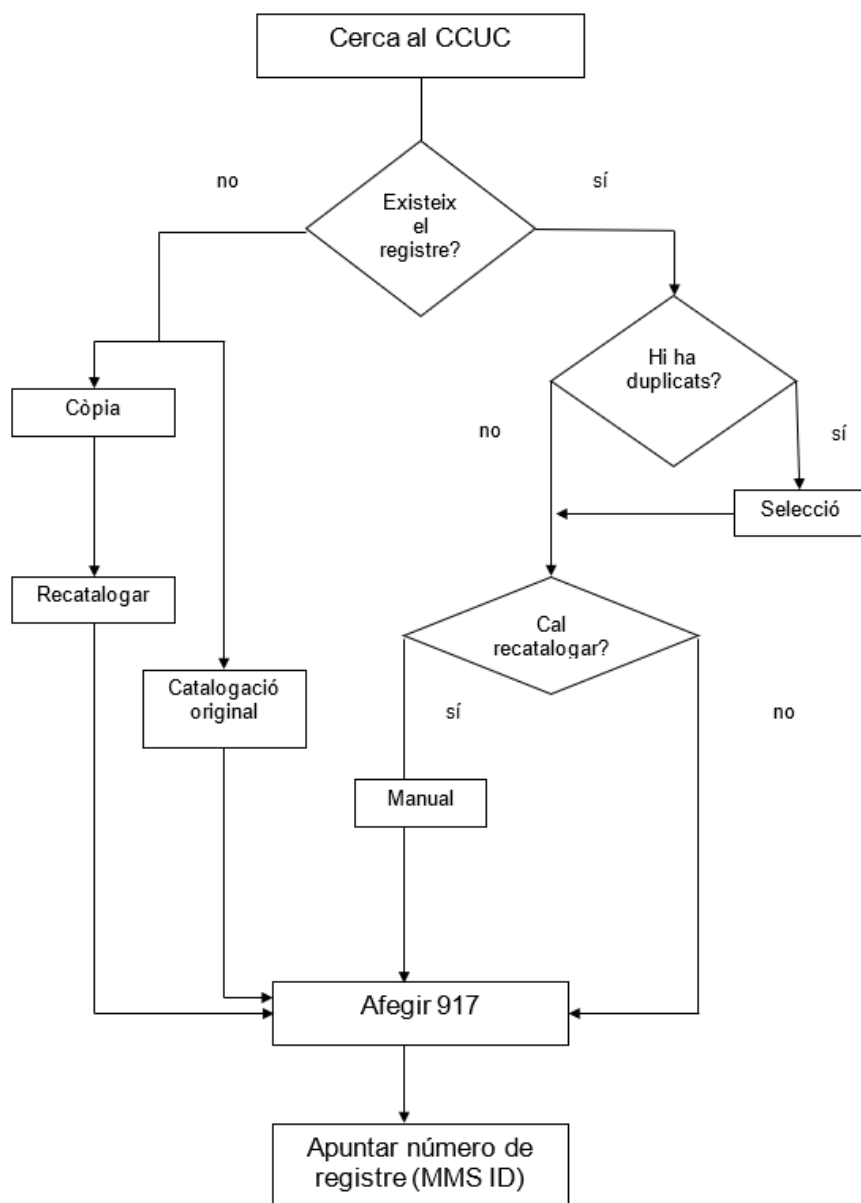 Cerca al CCUC
no
sí
Existeix
el
registre?
Hi ha
duplicats?
Còpia
no
sí
Selecció
Recatalogar
Cal
recatalogar?
Catalogació
original
sí
no
Manual
Afegir 917
Apuntar número de
registre (MMS ID)